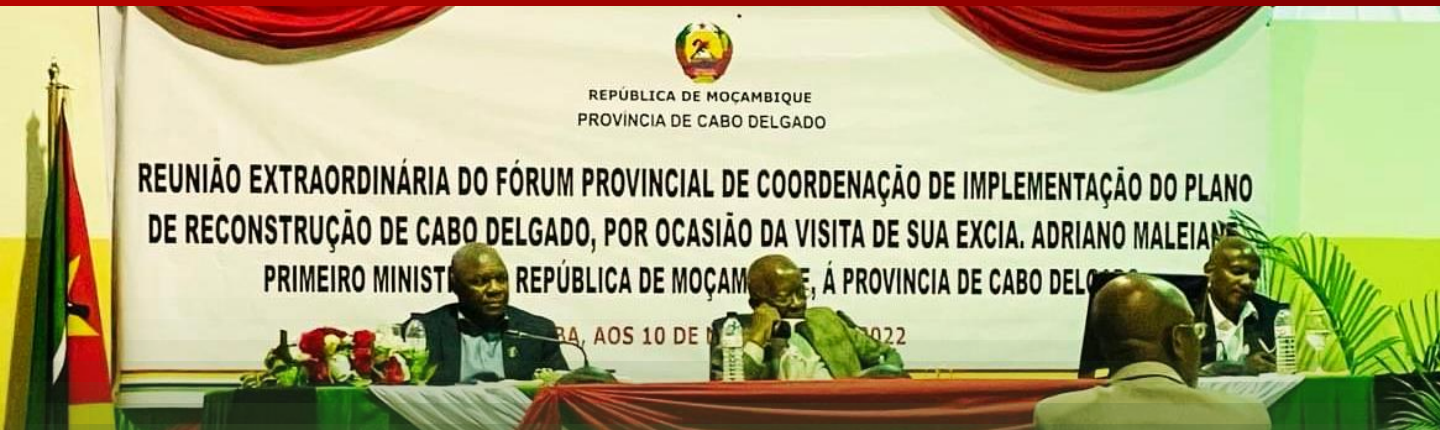 REPÚBLICA DE MOÇAMBIQUE
PROVÍNCIA DE CABO DELGADO
REUNIÃO EXTRAORDINÁRIA DO FÓRUM PROVINCIAL DE COORDENAÇÃO DE IMPLEMENTAÇÃO DO PLANO
DE RECONSTRUÇÃO DE CABO DELGADO, POR OCASIÃO DA VISITA DE SUA EXCIA. ADRIANO MALEIANE
PRIMEIRO REPÚBLICA DE Á PROVINCIA DE CABO
AOS 10 DE